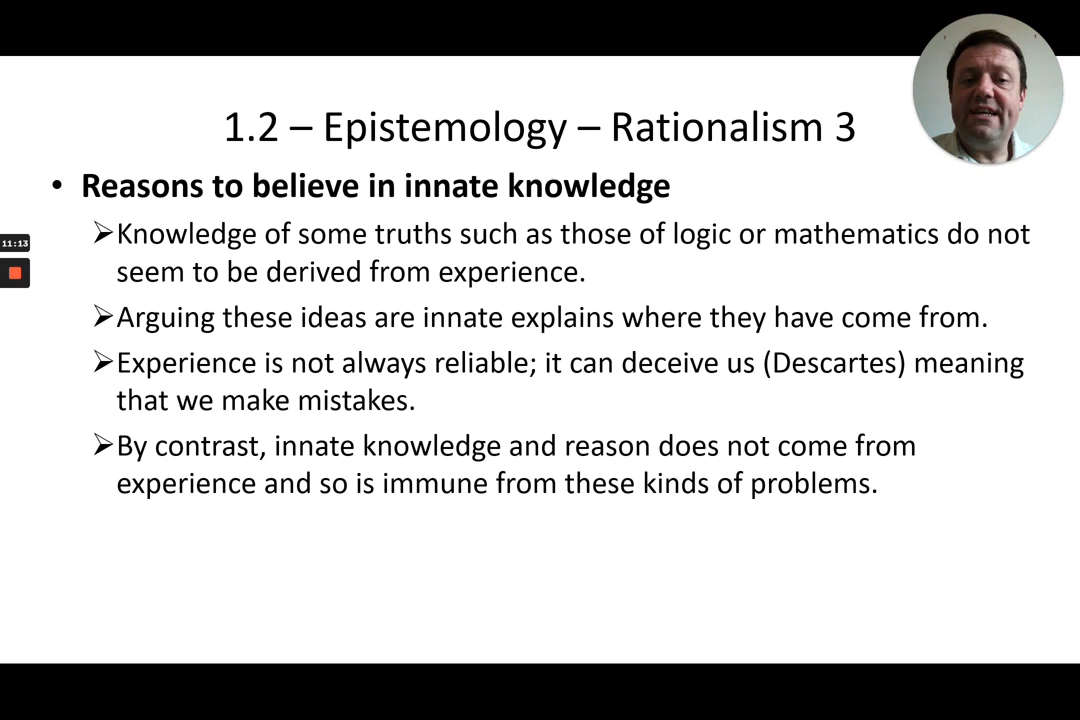 1.2 – Epistemology – Rationalism 3
• Reasons to believe in innate knowledge
➢Knowledge of some truths such as those of logic or mathematics do not
seem to be derived from experience.
➢Arguing these ideas are innate explains where they have come from.
➢Experience is not always reliable; it can deceive us (Descartes) meaning
that we make mistakes.
➢By contrast, innate knowledge and reason does not come from
experience and so is immune from these kinds of problems.
11:13